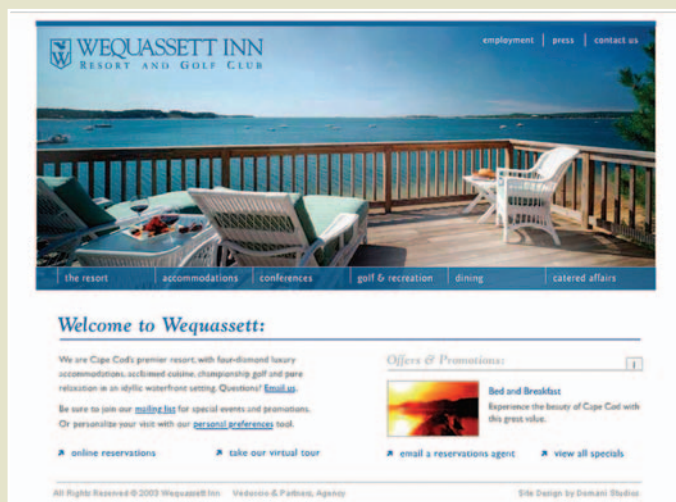 WEQUASSETT INN
RESORT AND GOLF CLUB
employment | press | contact us
the resort | accommodations | conferences | golf & recreation | dining | catered affairs
Welcome to Wequassett:
We are Cape Cod's premier resort, with four-diamond luxury
accommodations, acclaimed cuisine, championship golf and pure
relaxation in an idyllic waterfront setting. Questions? Email us.
Be sure to join our mailing list for special events and promotions.
Or personalize your visit with our personal preferences tool.
online reservations
take our virtual tour
Offers & Promotions:
Bed and Breakfast
Experience the beauty of Cape Cod with
this great value.
email a reservations agent
view all specials
All Rights Reserved © 2003 Wequassett Inn & Partners, Agency
Site Design by Domani Studios